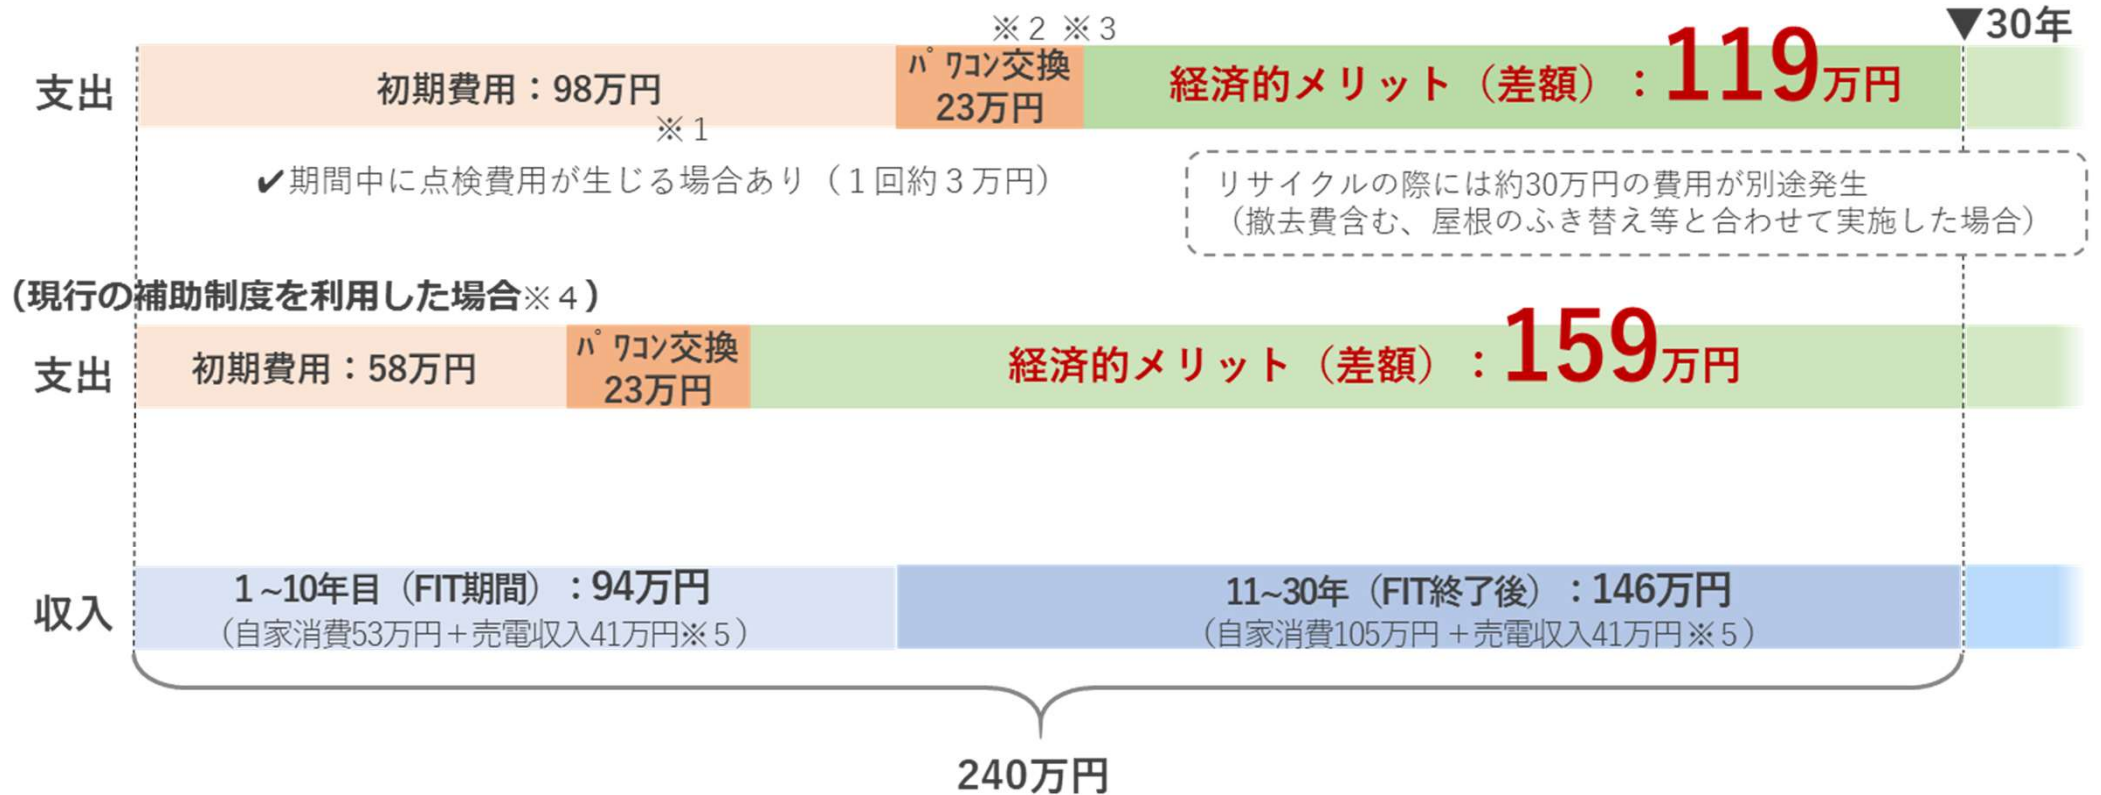 ※２ ※３
▼30年
支出
初期費用：98万円
ﾊﾟﾜｺﾝ交換
23万円
経済的メリット（差額）：119万円
※１
✔期間中に点検費用が生じる場合あり（１回約３万円）
リサイクルの際には約30万円の費用が別途発生
（撤去費含む、屋根のふき替え等と合わせて実施した場合）
（現行の補助制度を利用した場合※４）
支出
初期費用：58万円
ﾊﾟﾜｺﾝ交換
23万円
経済的メリット（差額）：159万円
収入
１~10年目（FIT期間）：94万円
（自家消費53万円＋売電収入41万円※５）
11~30年（FIT終了後）：146万円
（自家消費105万円＋売電収入41万円※５）
240万円